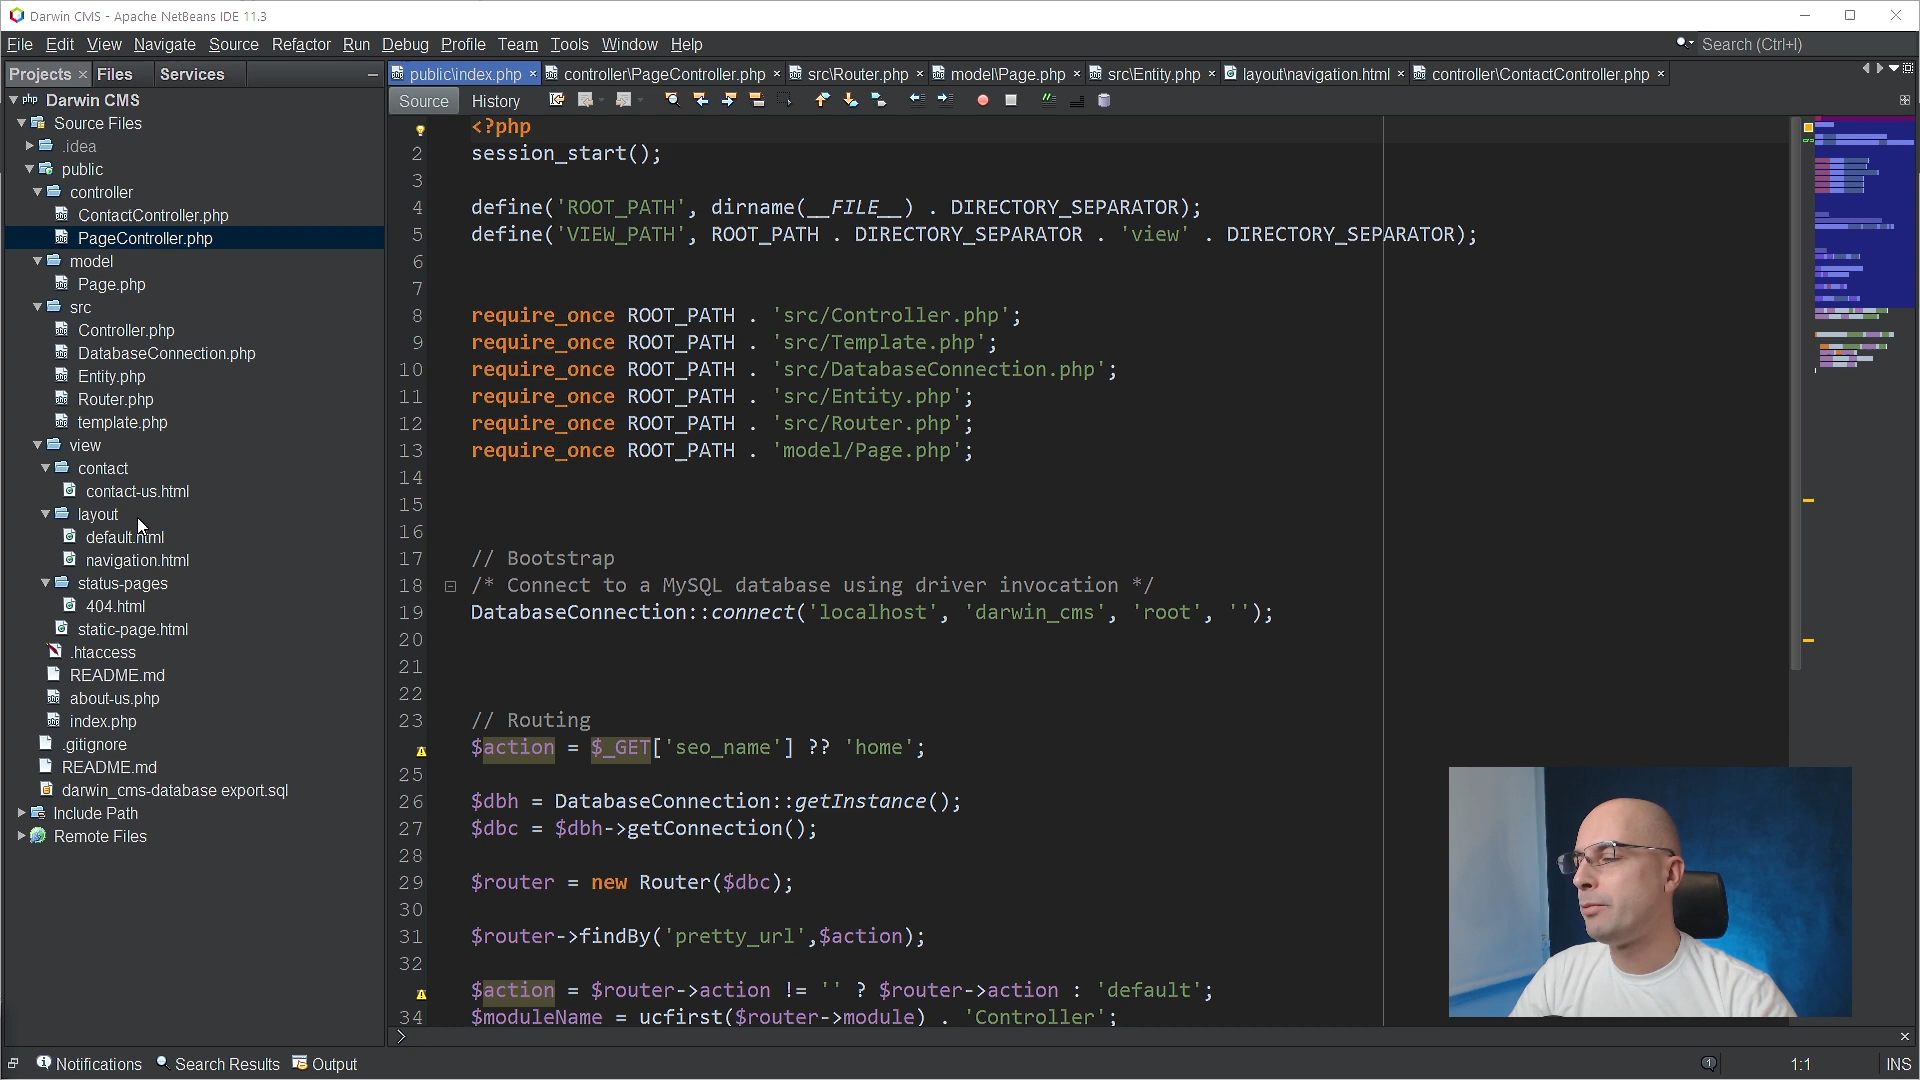 Darwin CMS - Apache NetBeans IDE 11.3
File Edit View Navigate Source Refactor Run Debug Profile Team Tools Window Help
Search (Ctrl+I)
Projects Files Services
public\index.php controller\PageController.php src\Router.php model\Page.php src\Entity.php layout\navigation.html controller\ContactController.php
Source History
php Darwin CMS
Source Files
.idea
public
controller
ContactController.php
PageController.php
model
Page.php
src
Controller.php
DatabaseConnection.php
Entity.php
Router.php
template.php
view
contact
contact-us.html
layout
default.html
navigation.html
status-pages
404.html
static-page.html
.htaccess
README.md
about-us.php
index.php
.gitignore
README.md
darwin_cms-database export.sql
Include Path
Remote Files
<?php
2 session_start();
3
4 define('ROOT_PATH', dirname(__FILE__) . DIRECTORY_SEPARATOR);
5 define('VIEW_PATH', ROOT_PATH . DIRECTORY_SEPARATOR . 'view' . DIRECTORY_SEPARATOR);
6
7
8 require_once ROOT_PATH . 'src/Controller.php';
9 require_once ROOT_PATH . 'src/Template.php';
10 require_once ROOT_PATH . 'src/DatabaseConnection.php';
11 require_once ROOT_PATH . 'src/Entity.php';
12 require_once ROOT_PATH . 'src/Router.php';
13 require_once ROOT_PATH . 'model/Page.php';
14
15
16
17 // Bootstrap
18 /* Connect to a MySQL database using driver invocation */
19 DatabaseConnection::connect('localhost', 'darwin_cms', 'root', '');
20
21
22
23 // Routing
$action = $_GET['seo_name'] ?? 'home';
25
26 $dbh = DatabaseConnection::getInstance();
27 $dbc = $dbh->getConnection();
28
29 $router = new Router($dbc);
30
31 $router->findBy('pretty_url',$action);
32
$action = $router->action != '' ? $router->action : 'default';
34 $moduleName = ucfirst($router->module) . 'Controller';
Notifications Search Results Output
1:1 INS